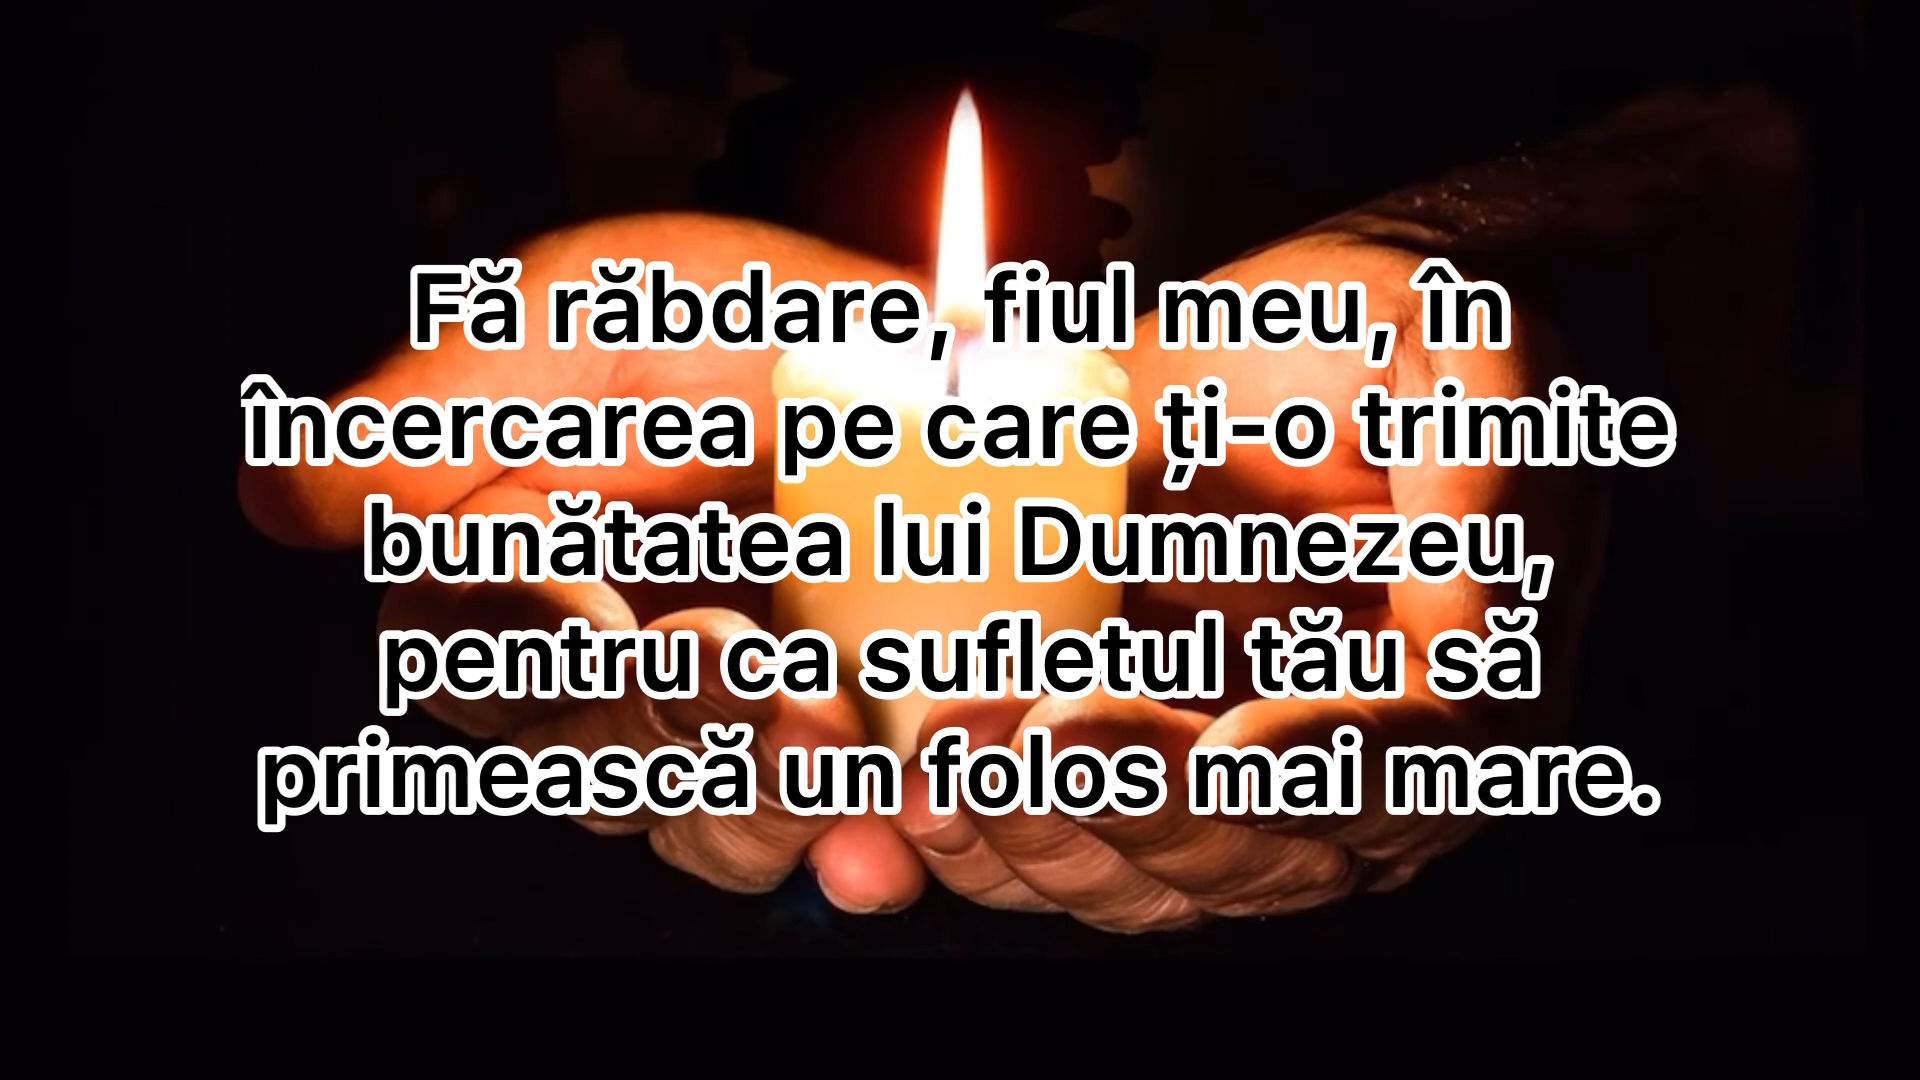 Fă răbdare, fiul meu, în
încercarea pe care ți-o trimite
bunătatea lui Dumnezeu,
pentru ca sufletul tău să
primească un folos mai mare.